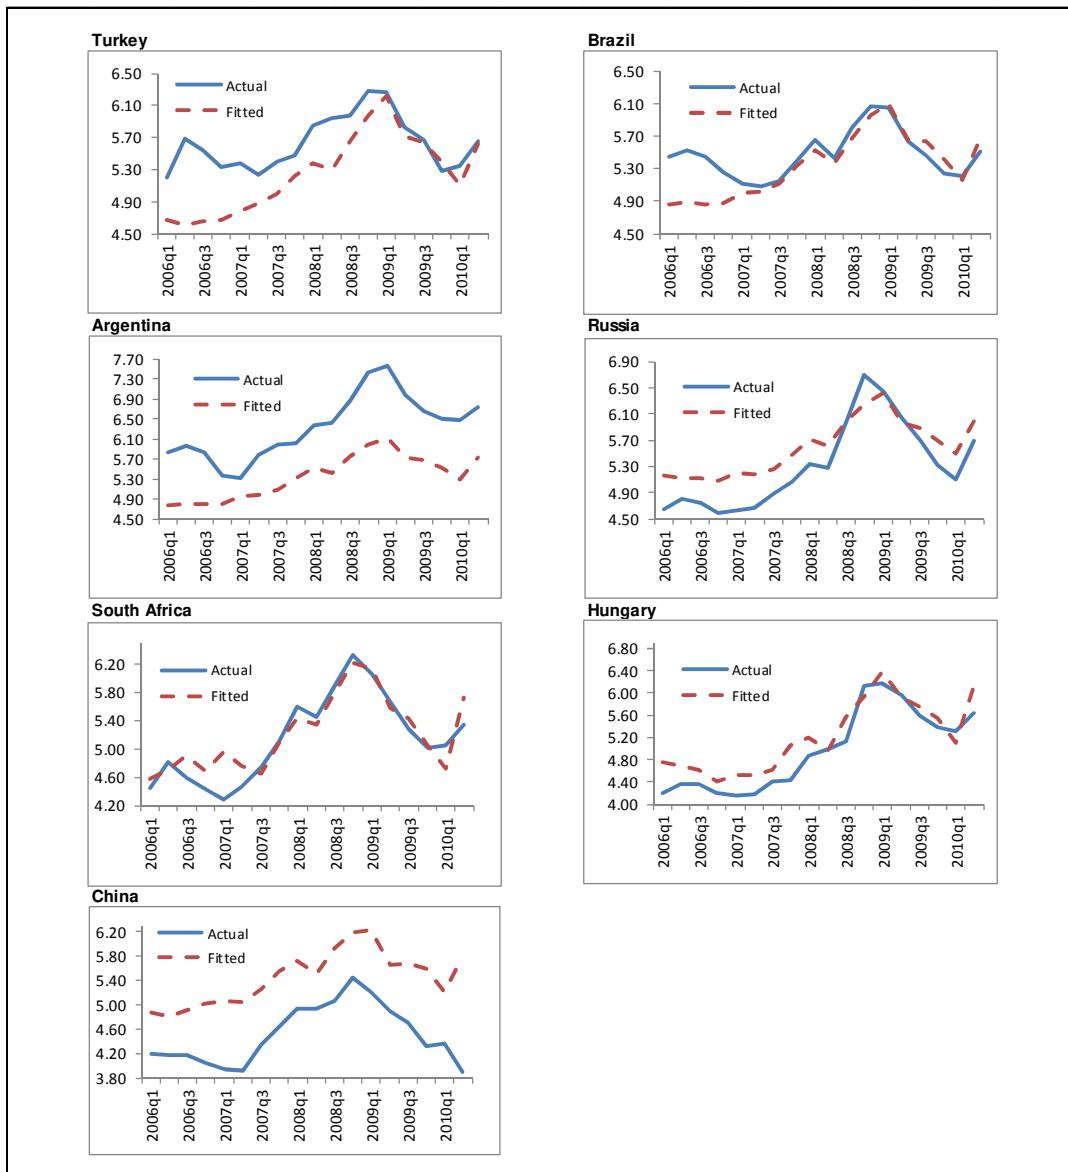 Turkey
6.50
6.10
5.70
5.30
4.90
4.50
Actual
Fitted
2006q1
2006q3
2007q1
2007q3
2008q1
2008q3
2009q1
2009q3
2010q1
Brazil
6.50
6.10
5.70
5.30
4.90
4.50
Actual
Fitted
2006q1
2006q3
2007q1
2007q3
2008q1
2008q3
2009q1
2009q3
2010q1
Argentina
7.70
7.30
6.90
6.50
6.10
5.70
5.30
4.90
4.50
Actual
Fitted
2006q1
2006q3
2007q1
2007q3
2008q1
2008q3
2009q1
2009q3
2010q1
Russia
6.90
6.50
6.10
5.70
5.30
4.90
4.50
Actual
Fitted
2006q1
2006q3
2007q1
2007q3
2008q1
2008q3
2009q1
2009q3
2010q1
South Africa
6.20
5.80
5.40
5.00
4.60
4.20
Actual
Fitted
2006q1
2006q3
2007q1
2007q3
2008q1
2008q3
2009q1
2009q3
2010q1
Hungary
6.80
6.40
6.00
5.60
5.20
4.80
4.40
4.00
Actual
Fitted
2006q1
2006q3
2007q1
2007q3
2008q1
2008q3
2009q1
2009q3
2010q1
China
6.20
5.80
5.40
5.00
4.60
4.20
3.80
Actual
Fitted
2006q1
2006q3
2007q1
2007q3
2008q1
2008q3
2009q1
2009q3
2010q1